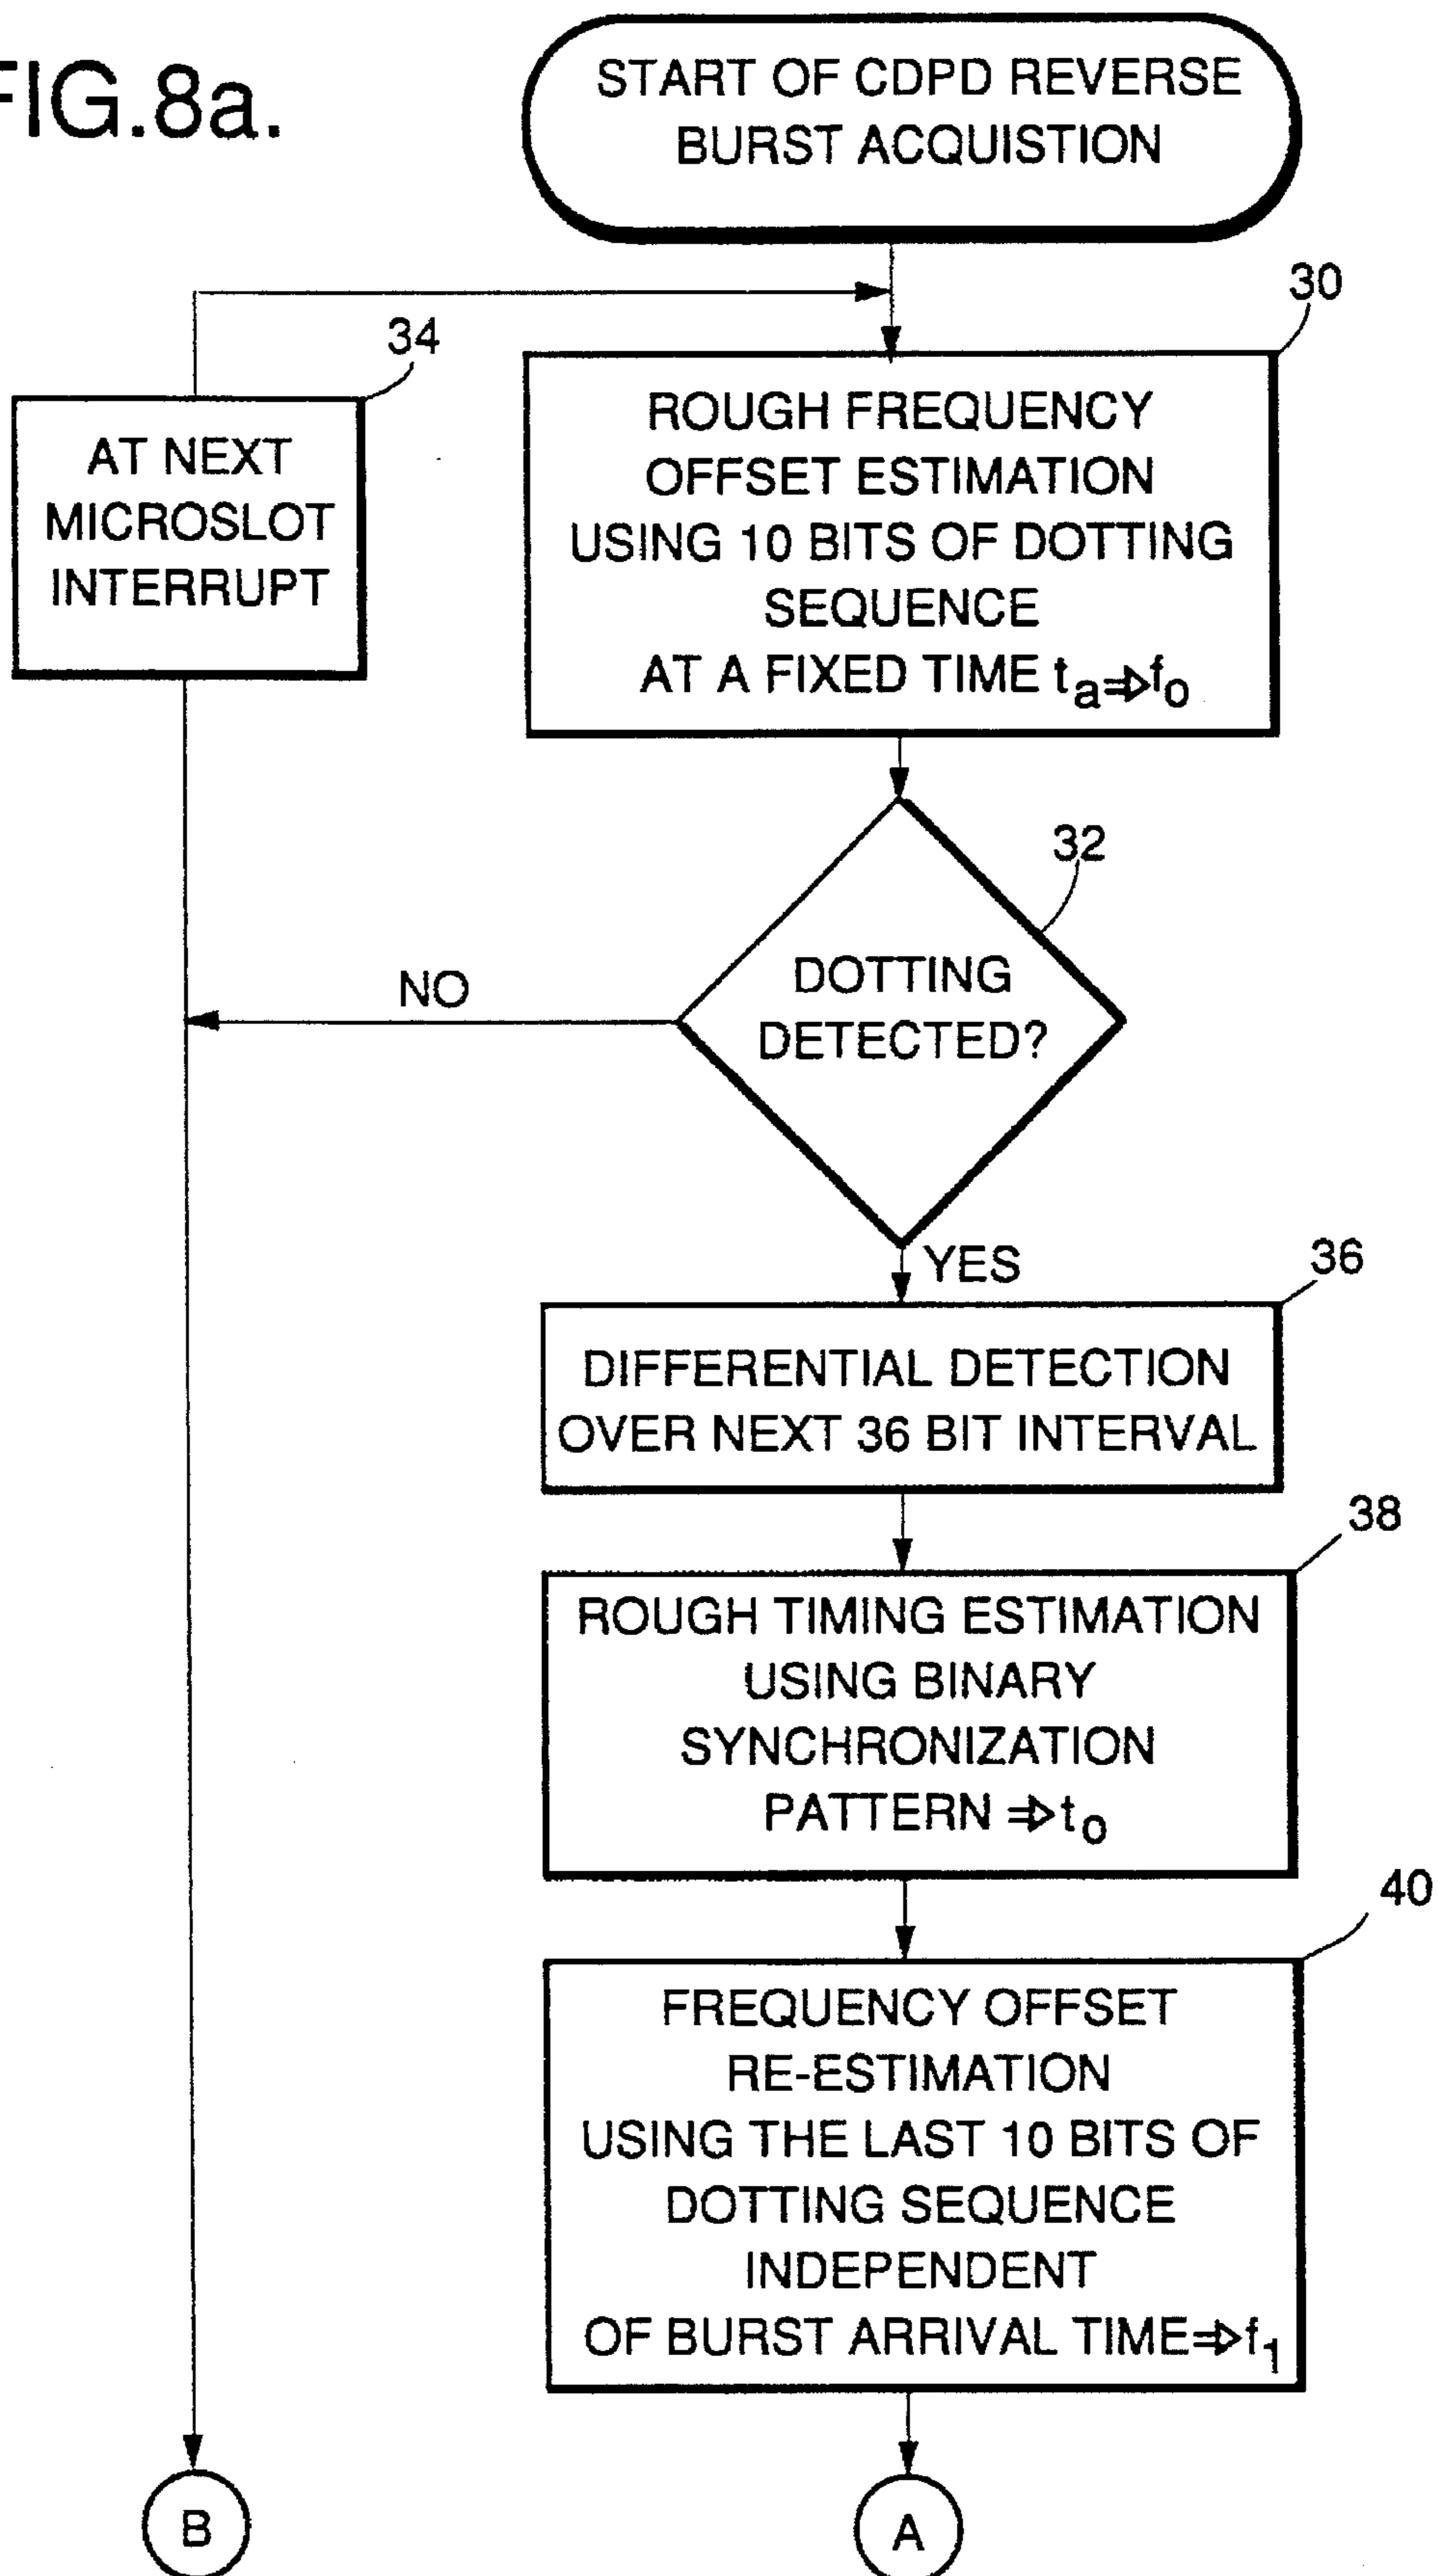 FIG.8a.
START OF CDPD REVERSE
BURST ACQUISTION
30
34
AT NEXT
MICROSLOT
INTERRUPT
ROUGH FREQUENCY
OFFSET ESTIMATION
USING 10 BITS OF DOTTING
SEQUENCE
AT A FIXED TIME ta⇒fo
32
DOTTING
DETECTED?
NO
YES
36
DIFFERENTIAL DETECTION
OVER NEXT 36 BIT INTERVAL
38
ROUGH TIMING ESTIMATION
USING BINARY
SYNCHRONIZATION
PATTERN ⇒to
40
FREQUENCY OFFSET
RE-ESTIMATION
USING THE LAST 10 BITS OF
DOTTING SEQUENCE
INDEPENDENT
OF BURST ARRIVAL TIME⇒f1
B
A